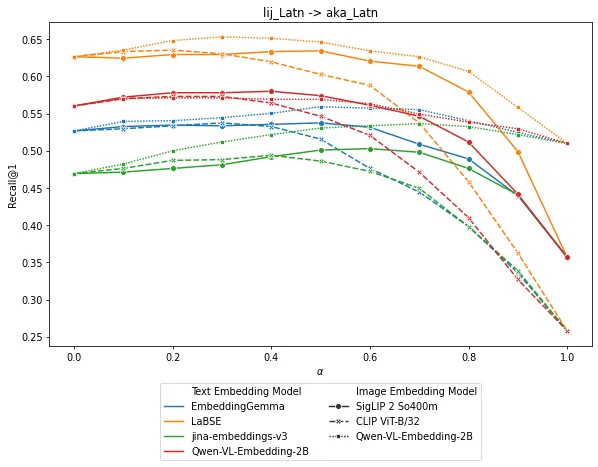 lij_Latn -> aka_Latn
Recall@1
0.65
0.60
0.55
0.50
0.45
0.40
0.35
0.30
0.25
0.0 0.2 0.4 0.6 0.8 1.0
α
Text Embedding Model
EmbeddingGemma
LaBSE
jina-embeddings-v3
Qwen-VL-Embedding-2B
Image Embedding Model
SigLIP 2 So400m
CLIP ViT-B/32
Qwen-VL-Embedding-2B